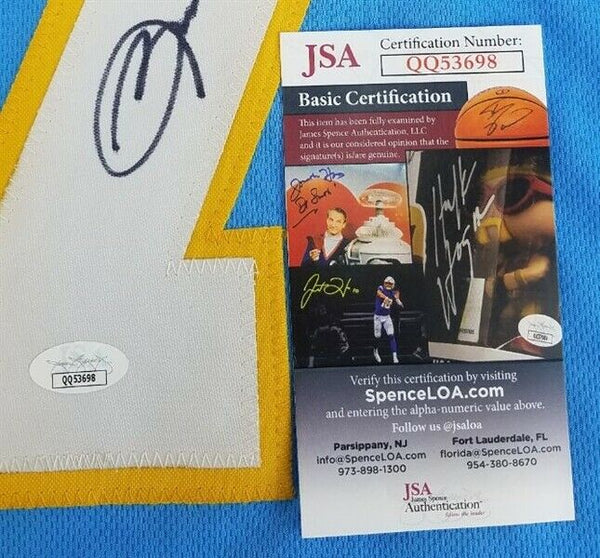 JSA
Certification Number:
QQ53698
Basic Certification
This item has been fully examined by
James Spence Authentication, LLC
and it is our considered opinion that the
signature(s) is/are genuine.
Hulk
Hogan
Verify this certification by visiting
SpenceLOA.com
and entering the alpha-numeric value above.
Follow us @jsaloa
Parsippany, NJ
info@SpenceLOA.com
973-898-1300
Fort Lauderdale, FL
florida@SpenceLOA.com
954-380-8670
JSA
James Spence
Authentication
QQ53698